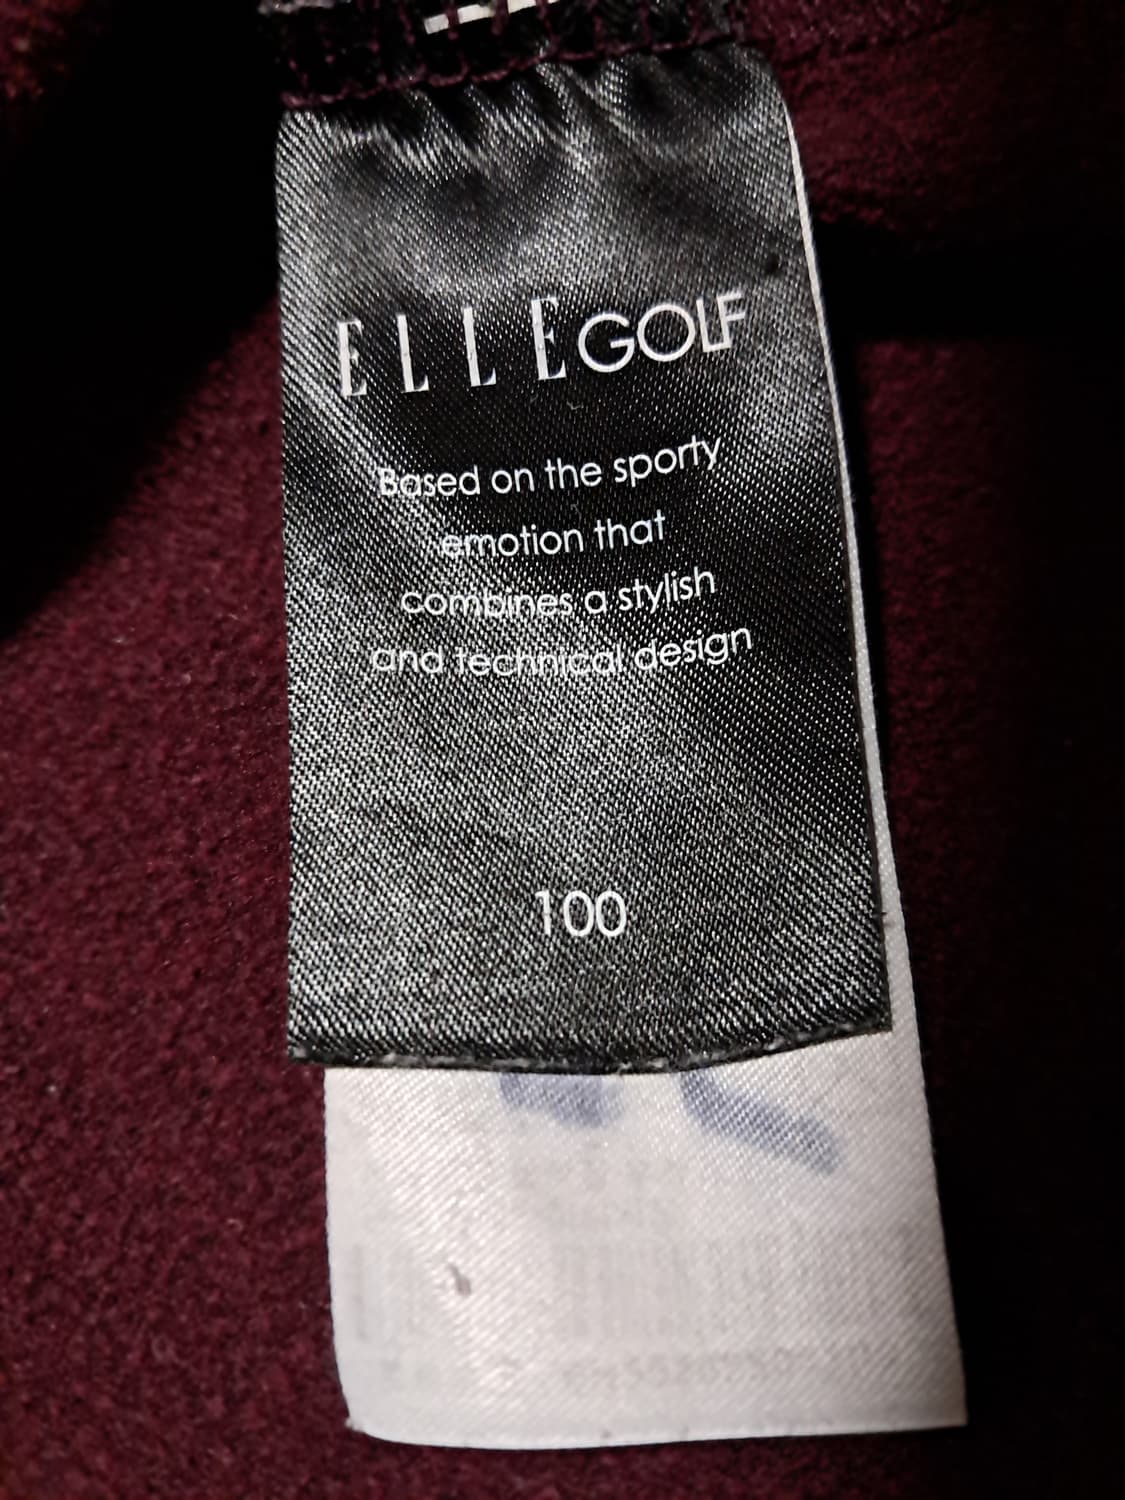 ELLE GOLF
Based on the sporty
emotion that
combines a stylish
and technical design
100